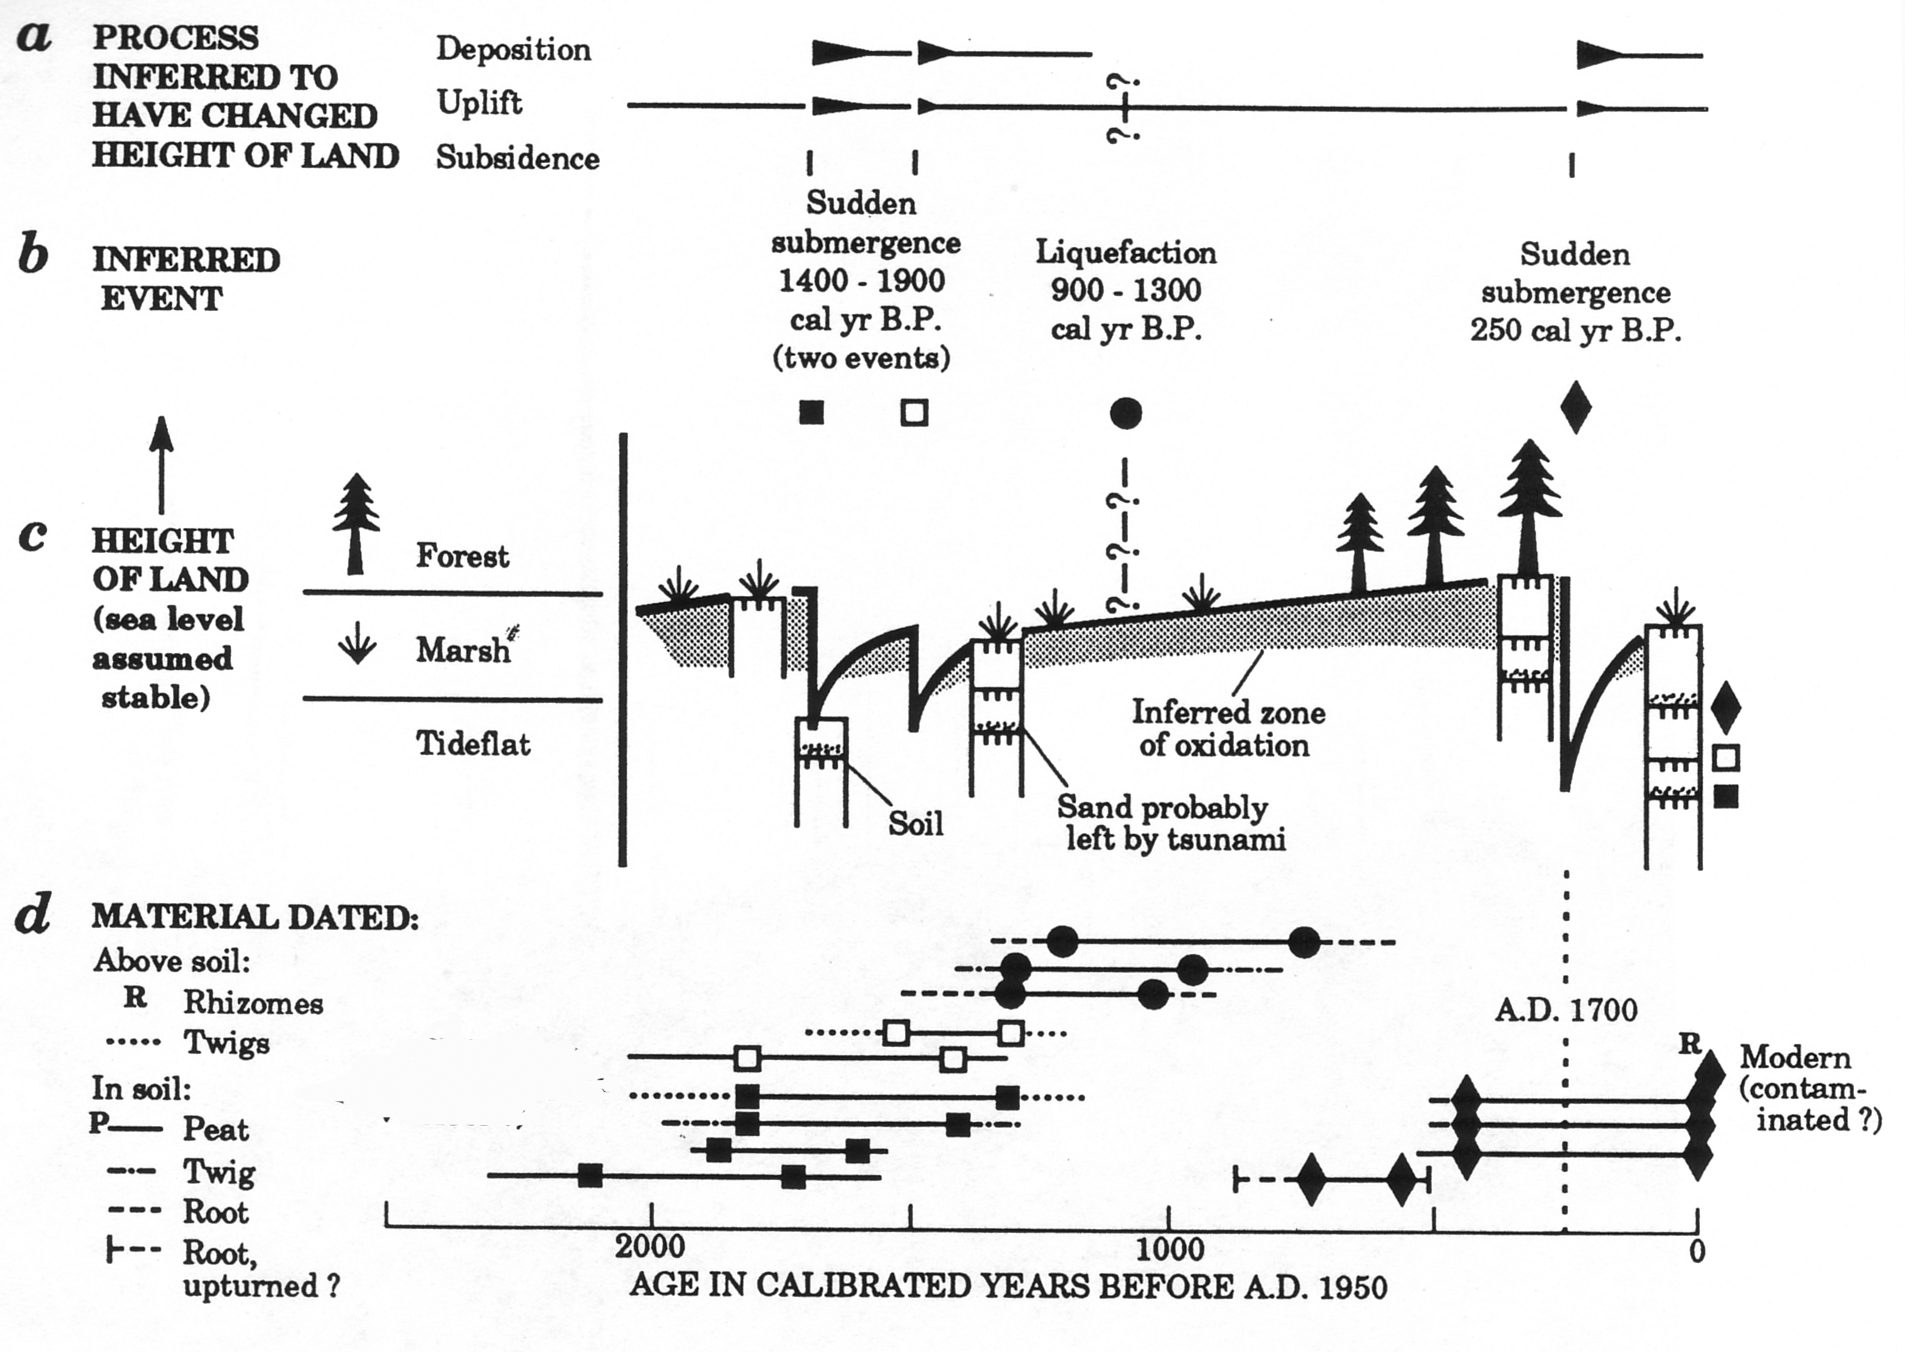 a PROCESS
INFERRED TO
HAVE CHANGED
HEIGHT OF LAND
Deposition
Uplift
Subsidence
?
?
b INFERRED
EVENT
Sudden
submergence
1400 - 1900
cal yr B.P.
(two events)
Liquefaction
900 - 1300
cal yr B.P.
Sudden
submergence
250 cal yr B.P.
c HEIGHT
OF LAND
(sea level
assumed
stable)
Forest
Marsh
Tideflat
?
?
?
Soil
Sand probably
left by tsunami
Inferred zone
of oxidation
d MATERIAL DATED:
Above soil:
R Rhizomes
Twigs
In soil:
P Peat
Twig
Root
Root,
upturned ?
A.D. 1700
R
Modern
(contam-
inated ?)
2000 1000 0
AGE IN CALIBRATED YEARS BEFORE A.D. 1950